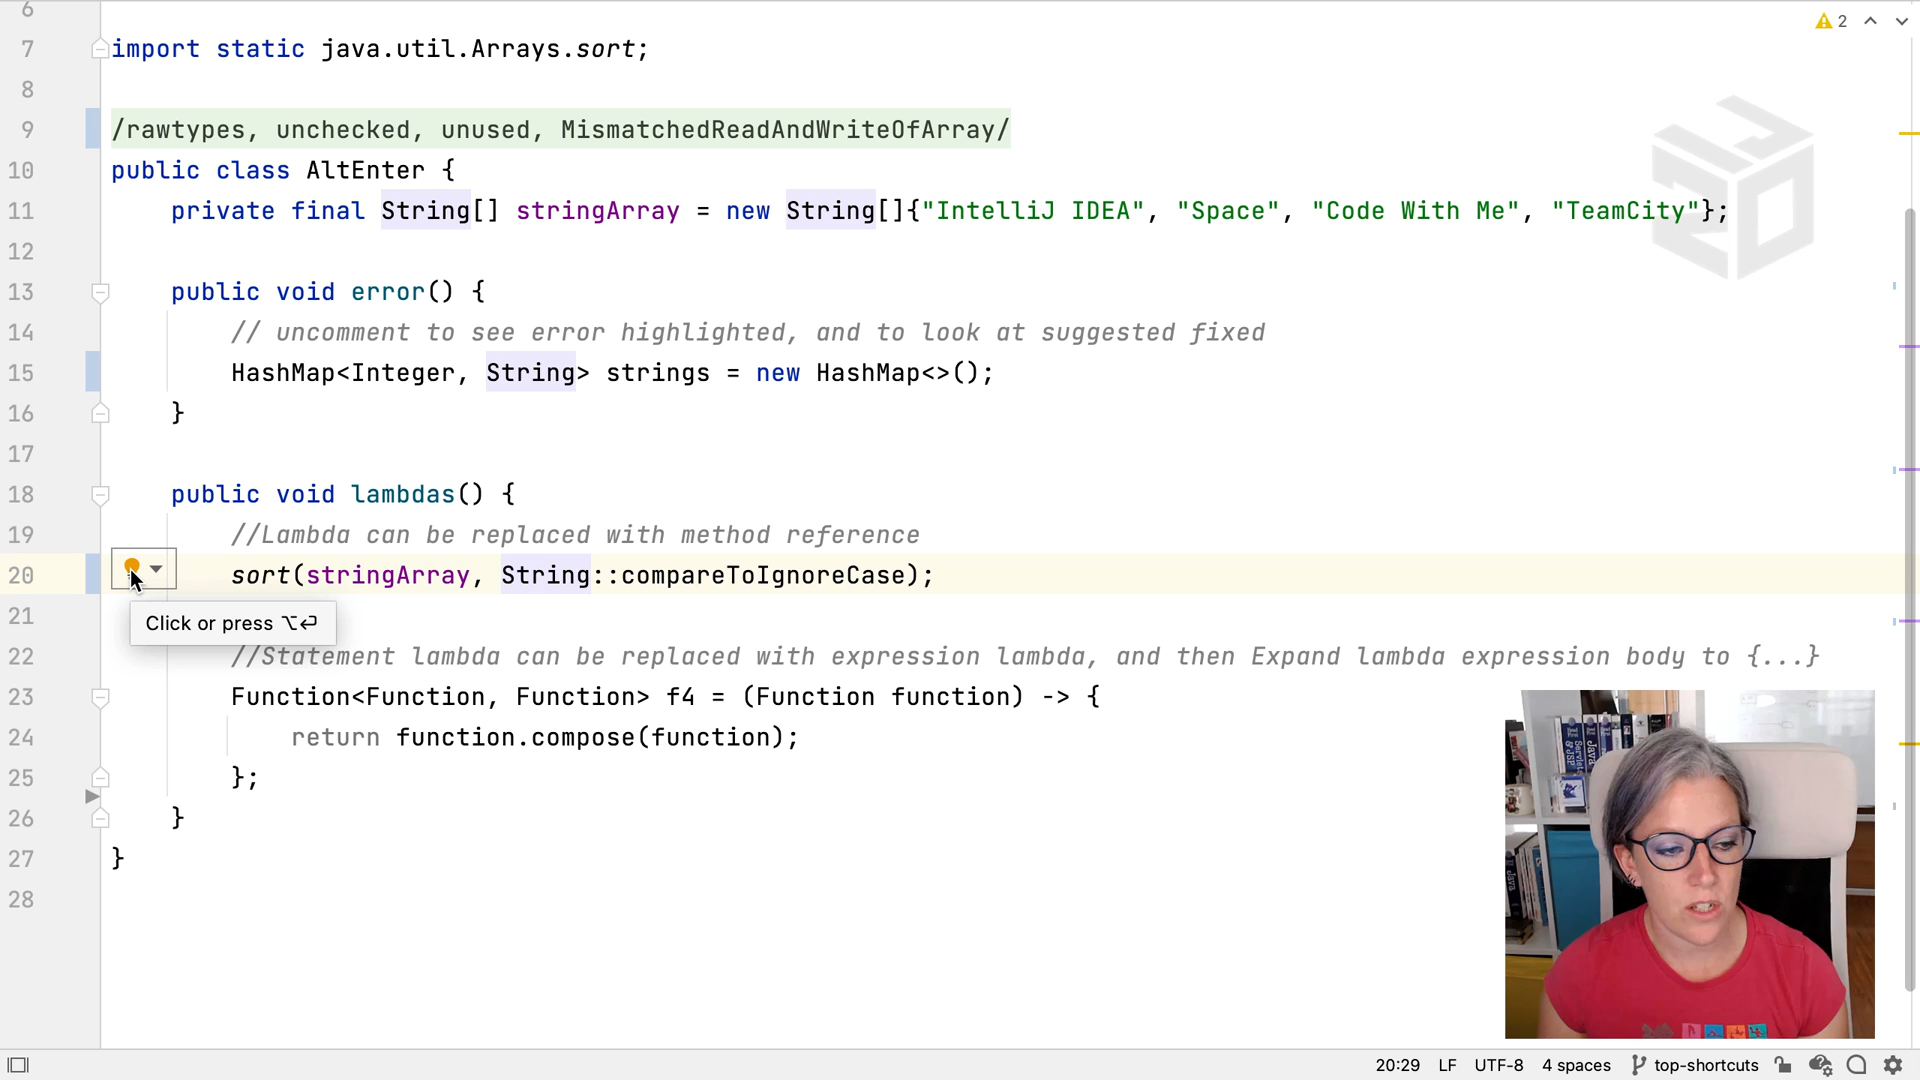 6
2
7 import static java.util.Arrays.sort;
8
9 /rawtypes, unchecked, unused, MismatchedReadAndWriteOfArray/
10 public class AltEnter {
11 private final String[] stringArray = new String[]{"IntelliJ IDEA", "Space", "Code With Me", "TeamCity"};
12
13 public void error() {
14 // uncomment to see error highlighted, and to look at suggested fixed
15 HashMap<Integer, String> strings = new HashMap<>();
16 }
17
18 public void lambdas() {
19 //Lambda can be replaced with method reference
20 sort(stringArray, String::compareToIgnoreCase);
21
Click or press ⌥⏎
22 //Statement lambda can be replaced with expression lambda, and then Expand lambda expression body to {...}
23 Function<Function, Function> f4 = (Function function) -> {
24 return function.compose(function);
25 };
26 }
27 }
28
20:29 LF UTF-8 4 spaces top-shortcuts